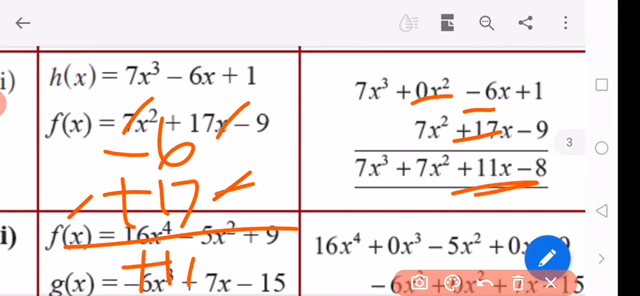 i)
h(x) = 7x³ − 6x + 1
f(x) = 7x² + 17x − 9
−6
+17
+11
7x³ + 0x² − 6x + 1
7x² + 17x − 9
7x³ + 7x² + 11x − 8
3
i)
f(x) = 16x⁴ − 5x² + 9
g(x) = −6x³ + 7x − 15
16x⁴ + 0x³ − 5x² + 0x